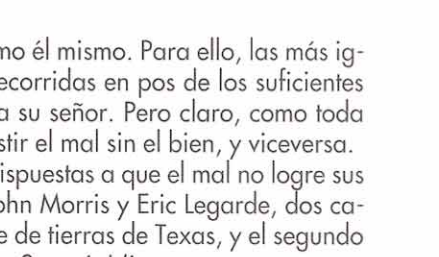 mo él mismo. Para ello, las más ig-
ecorridas en pos de los suficientes
a su señor. Pero claro, como toda
stir el mal sin el bien, y viceversa.
ispuestas a que el mal no logre sus
ohn Morris y Eric Legarde, dos ca-
e de tierras de Texas, y el segundo